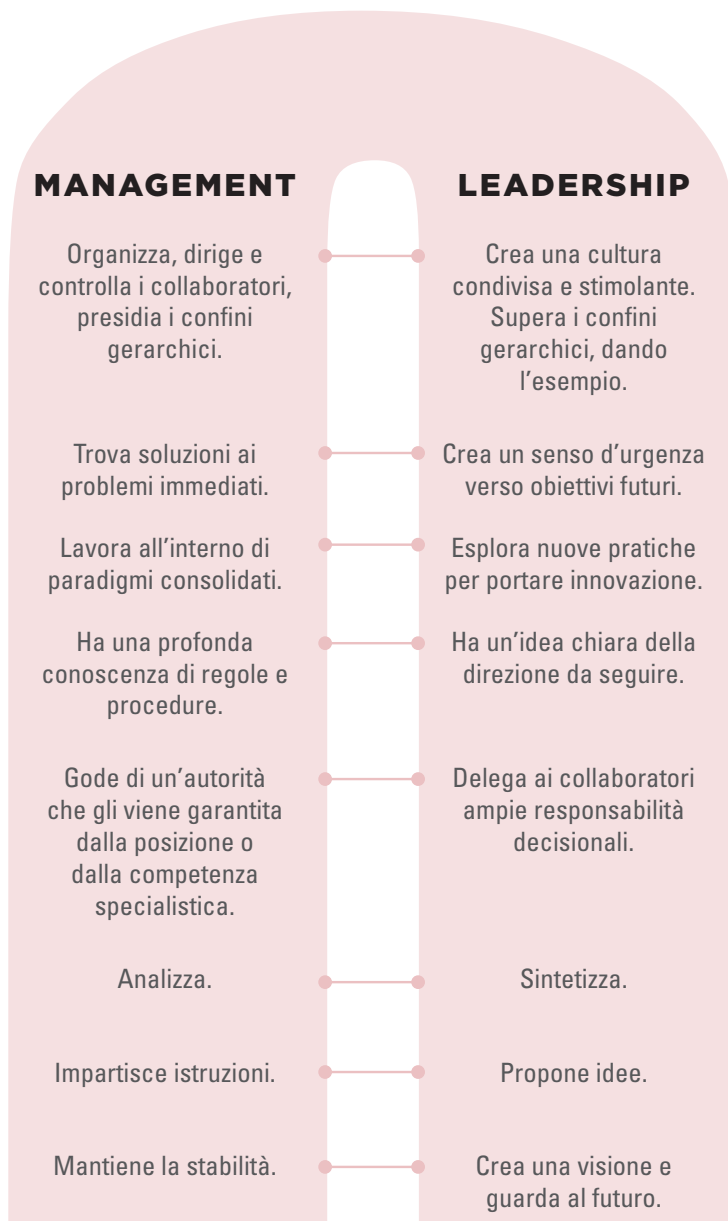 MANAGEMENT
Organizza, dirige e
controlla i collaboratori,
presidia i confini
gerarchici.
Trova soluzioni ai
problemi immediati.
Lavora all’interno di
paradigmi consolidati.
Ha una profonda
conoscenza di regole e
procedure.
Gode di un’autorità
che gli viene garantita
dalla posizione o
dalla competenza
specialistica.
Analizza.
Impartisce istruzioni.
Mantiene la stabilità.
LEADERSHIP
Crea una cultura
condivisa e stimolante.
Supera i confini
gerarchici, dando
l’esempio.
Crea un senso d’urgenza
verso obiettivi futuri.
Esplora nuove pratiche
per portare innovazione.
Ha un’idea chiara della
direzione da seguire.
Delega ai collaboratori
ampie responsabilità
decisionali.
Sintetizza.
Propone idee.
Crea una visione e
guarda al futuro.